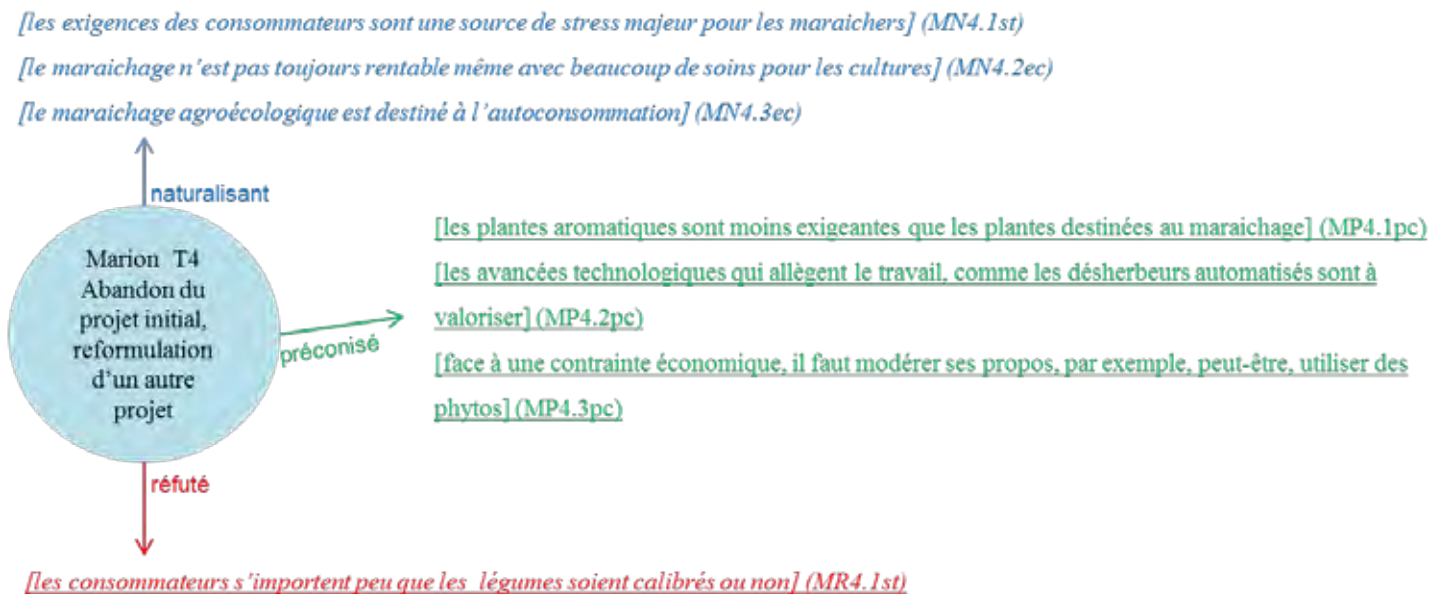 [les exigences des consommateurs sont une source de stress majeur pour les maraichers] (MN4.1st)
[le maraichage n'est pas toujours rentable même avec beaucoup de soins pour les cultures] (MN4.2ec)
[le maraichage agroécologique est destiné à l'autoconsommation] (MN4.3ec)
naturalisant
Marion T4
Abandon du
projet initial,
reformulation
d'un autre
projet
préconisé
[les plantes aromatiques sont moins exigeantes que les plantes destinées au maraichage] (MP4.1pc)
[les avancées technologiques qui allègent le travail, comme les désherbeurs automatisés sont à
valoriser] (MP4.2pc)
[face à une contrainte économique, il faut modérer ses propos, par exemple, peut-être, utiliser des
phytos] (MP4.3pc)
réfuté
[les consommateurs s'importent peu que les légumes soient calibrés ou non] (MR4.1st)